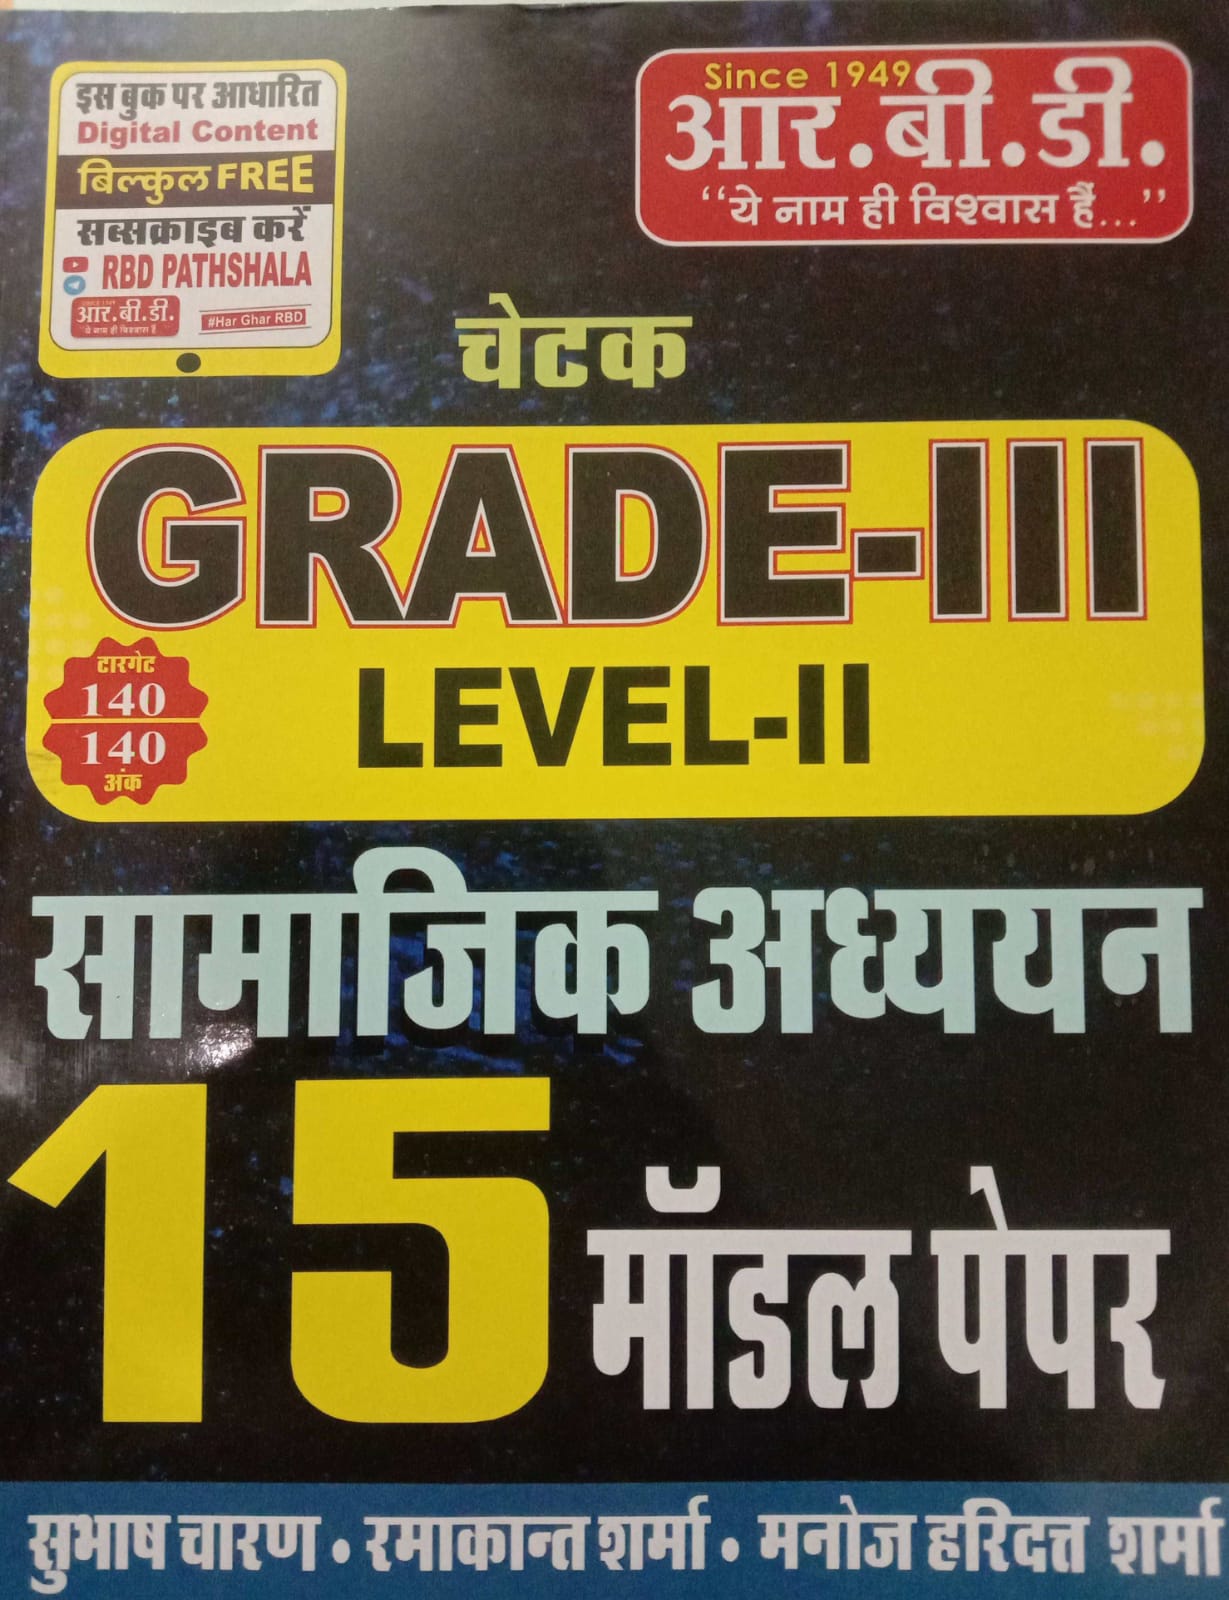 इस बुक पर आधारित
Digital Content
बिल्कुल FREE
सब्सक्राइब करें
RBD PATHSHALA
SINCE 1949
आर.बी.डी.
ये नाम ही विश्वास हैं
#Har Ghar RBD
Since 1949
आर.बी.डी.
“ये नाम ही विश्वास हैं...”
चेटक
GRADE-III
LEVEL-II
टारगेट
140
140
अंक
सामाजिक अध्ययन
15 मॉडल पेपर
सुभाष चारण • रमाकान्त शर्मा • मनोज हरिदत्त शर्मा